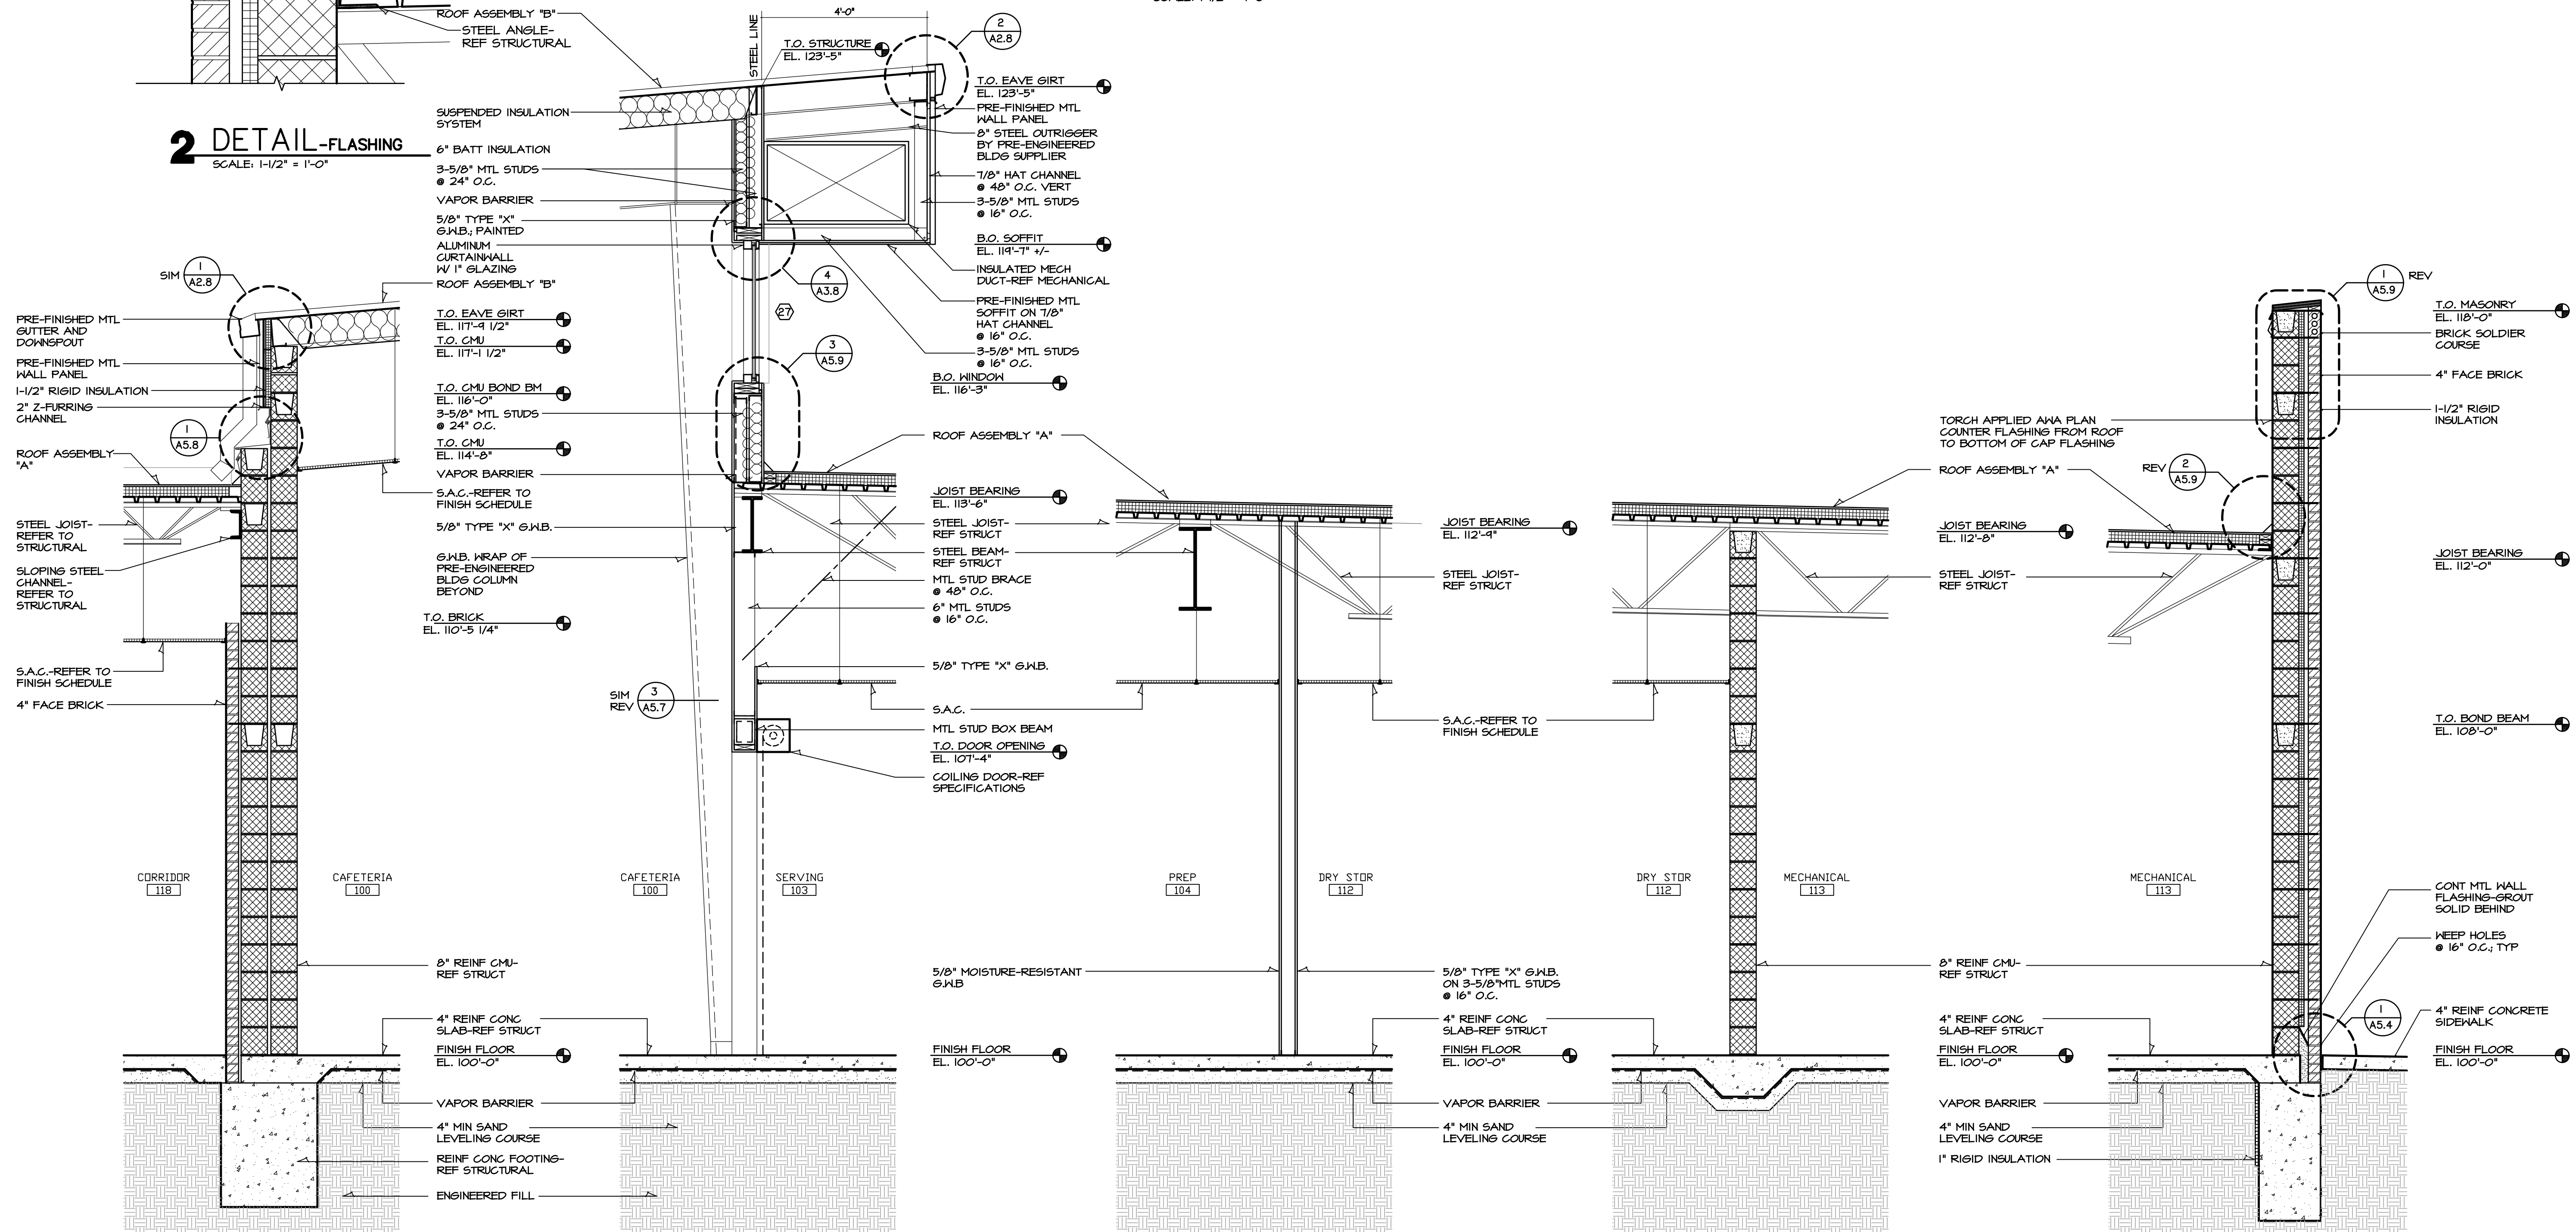 ROOF ASSEMBLY "B"
STEEL ANGLE-
REF STRUCTURAL
2 DETAIL-FLASHING
SCALE: 1-1/2" = 1'-0"
SUSPENDED INSULATION
SYSTEM
6" BATT INSULATION
3-5/8" MTL STUDS
@ 24" O.C.
VAPOR BARRIER
5/8" TYPE "X"
G.W.B.; PAINTED
ALUMINUM
CURTAINWALL
W/ 1" GLAZING
ROOF ASSEMBLY "B"
STEEL LINE
4'-0"
T.O. STRUCTURE
EL. 123'-5"
2
A2.8
T.O. EAVE GIRT
EL. 123'-5"
PRE-FINISHED MTL
WALL PANEL
8" STEEL OUTRIGGER
BY PRE-ENGINEERED
BLDG SUPPLIER
7/8" HAT CHANNEL
@ 48" O.C. VERT
3-5/8" MTL STUDS
@ 16" O.C.
B.O. SOFFIT
EL. 119'-7" +/-
INSULATED MECH
DUCT-REF MECHANICAL
PRE-FINISHED MTL
SOFFIT ON 7/8"
HAT CHANNEL
@ 16" O.C.
3-5/8" MTL STUDS
@ 16" O.C.
4
A3.8
27
3
A5.9
B.O. WINDOW
EL. 116'-3"
SIM
1
A2.8
PRE-FINISHED MTL
GUTTER AND
DOWNSPOUT
PRE-FINISHED MTL
WALL PANEL
1-1/2" RIGID INSULATION
2" Z-FURRING
CHANNEL
1
A5.8
ROOF ASSEMBLY
"A"
STEEL JOIST-
REFER TO
STRUCTURAL
SLOPING STEEL
CHANNEL-
REFER TO
STRUCTURAL
S.A.C.-REFER TO
FINISH SCHEDULE
4" FACE BRICK
T.O. EAVE GIRT
EL. 117'-9 1/2"
T.O. CMU
EL. 117'-1 1/2"
T.O. CMU BOND BM
EL. 116'-0"
3-5/8" MTL STUDS
@ 24" O.C.
T.O. CMU
EL. 114'-8"
VAPOR BARRIER
S.A.C.-REFER TO
FINISH SCHEDULE
5/8" TYPE "X" G.W.B.
G.W.B. WRAP OF
PRE-ENGINEERED
BLDG COLUMN
BEYOND
T.O. BRICK
EL. 110'-5 1/4"
SIM
REV
3
A5.7
ROOF ASSEMBLY "A"
JOIST BEARING
EL. 113'-6"
STEEL JOIST-
REF STRUCT
STEEL BEAM-
REF STRUCT
MTL STUD BRACE
@ 48" O.C.
6" MTL STUDS
@ 16" O.C.
5/8" TYPE "X" G.W.B.
S.A.C.
MTL STUD BOX BEAM
T.O. DOOR OPENING
EL. 107'-4"
COILING DOOR-REF
SPECIFICATIONS
JOIST BEARING
EL. 112'-9"
STEEL JOIST-
REF STRUCT
S.A.C.-REFER TO
FINISH SCHEDULE
TORCH APPLIED AWA PLAN
COUNTER FLASHING FROM ROOF
TO BOTTOM OF CAP FLASHING
ROOF ASSEMBLY "A"
REV
2
A5.9
JOIST BEARING
EL. 112'-8"
STEEL JOIST-
REF STRUCT
1
A5.9
REV
T.O. MASONRY
EL. 118'-0"
BRICK SOLDIER
COURSE
4" FACE BRICK
1-1/2" RIGID
INSULATION
JOIST BEARING
EL. 112'-0"
T.O. BOND BEAM
EL. 108'-0"
CORRIDOR
118
CAFETERIA
100
CAFETERIA
100
SERVING
103
PREP
104
DRY STOR
112
DRY STOR
112
MECHANICAL
113
MECHANICAL
113
CONT MTL WALL
FLASHING-GROUT
SOLID BEHIND
WEEP HOLES
@ 16" O.C.; TYP
1
A5.4
4" REINF CONCRETE
SIDEWALK
FINISH FLOOR
EL. 100'-0"
8" REINF CMU-
REF STRUCT
4" REINF CONC
SLAB-REF STRUCT
FINISH FLOOR
EL. 100'-0"
VAPOR BARRIER
4" MIN SAND
LEVELING COURSE
REINF CONC FOOTING-
REF STRUCTURAL
ENGINEERED FILL
5/8" MOISTURE-RESISTANT
G.W.B
FINISH FLOOR
EL. 100'-0"
5/8" TYPE "X" G.W.B.
ON 3-5/8"MTL STUDS
@ 16" O.C.
4" REINF CONC
SLAB-REF STRUCT
FINISH FLOOR
EL. 100'-0"
VAPOR BARRIER
4" MIN SAND
LEVELING COURSE
8" REINF CMU-
REF STRUCT
4" REINF CONC
SLAB-REF STRUCT
FINISH FLOOR
EL. 100'-0"
VAPOR BARRIER
4" MIN SAND
LEVELING COURSE
1" RIGID INSULATION